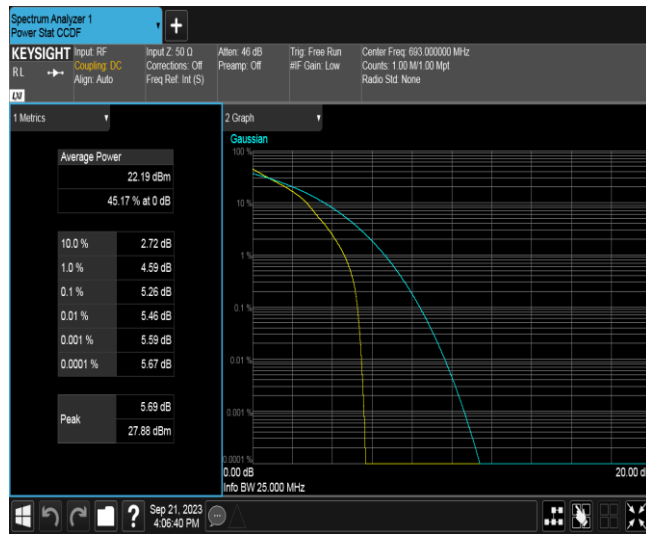 Spectrum Analyzer 1
Power Stat CCDF
+
KEYSIGHT
RL
LXI
Input: RF
Coupling: DC
Align: Auto
Input Z: 50 Ω
Corrections: Off
Freq Ref: Int (S)
Atten: 46 dB
Preamp: Off
Trig: Free Run
#IF Gain: Low
Center Freq: 693.000000 MHz
Counts: 1.00 M/1.00 Mpt
Radio Std: None
1 Metrics
Average Power
22.19 dBm
45.17 % at 0 dB
10.0 % 2.72 dB
1.0 % 4.59 dB
0.1 % 5.26 dB
0.01 % 5.46 dB
0.001 % 5.59 dB
0.0001 % 5.67 dB
Peak
5.69 dB
27.88 dBm
2 Graph
Gaussian
100 %
10 %
1 %
0.1 %
0.01 %
0.001 %
0.0001 %
0.00 dB
20.00 d
Info BW 25.000 MHz
?
Sep 21, 2023
4:06:40 PM